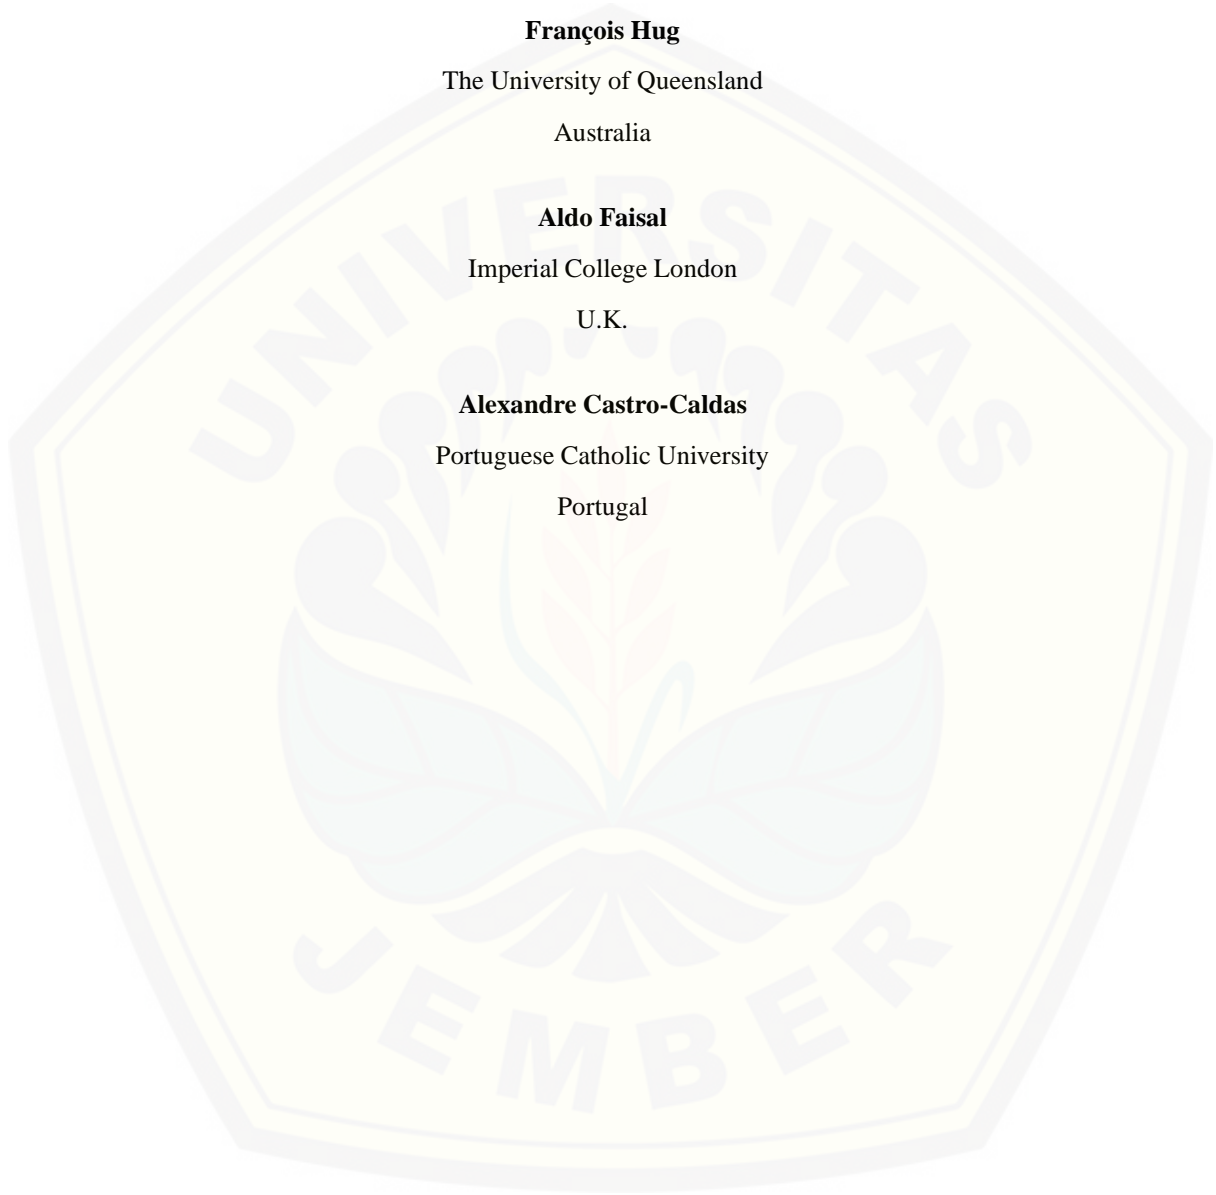 François Hug
The University of Queensland
Australia
Aldo Faisal
Imperial College London
U.K.
Alexandre Castro-Caldas
Portuguese Catholic University
Portugal
UNIVERSITAS
JEMBER